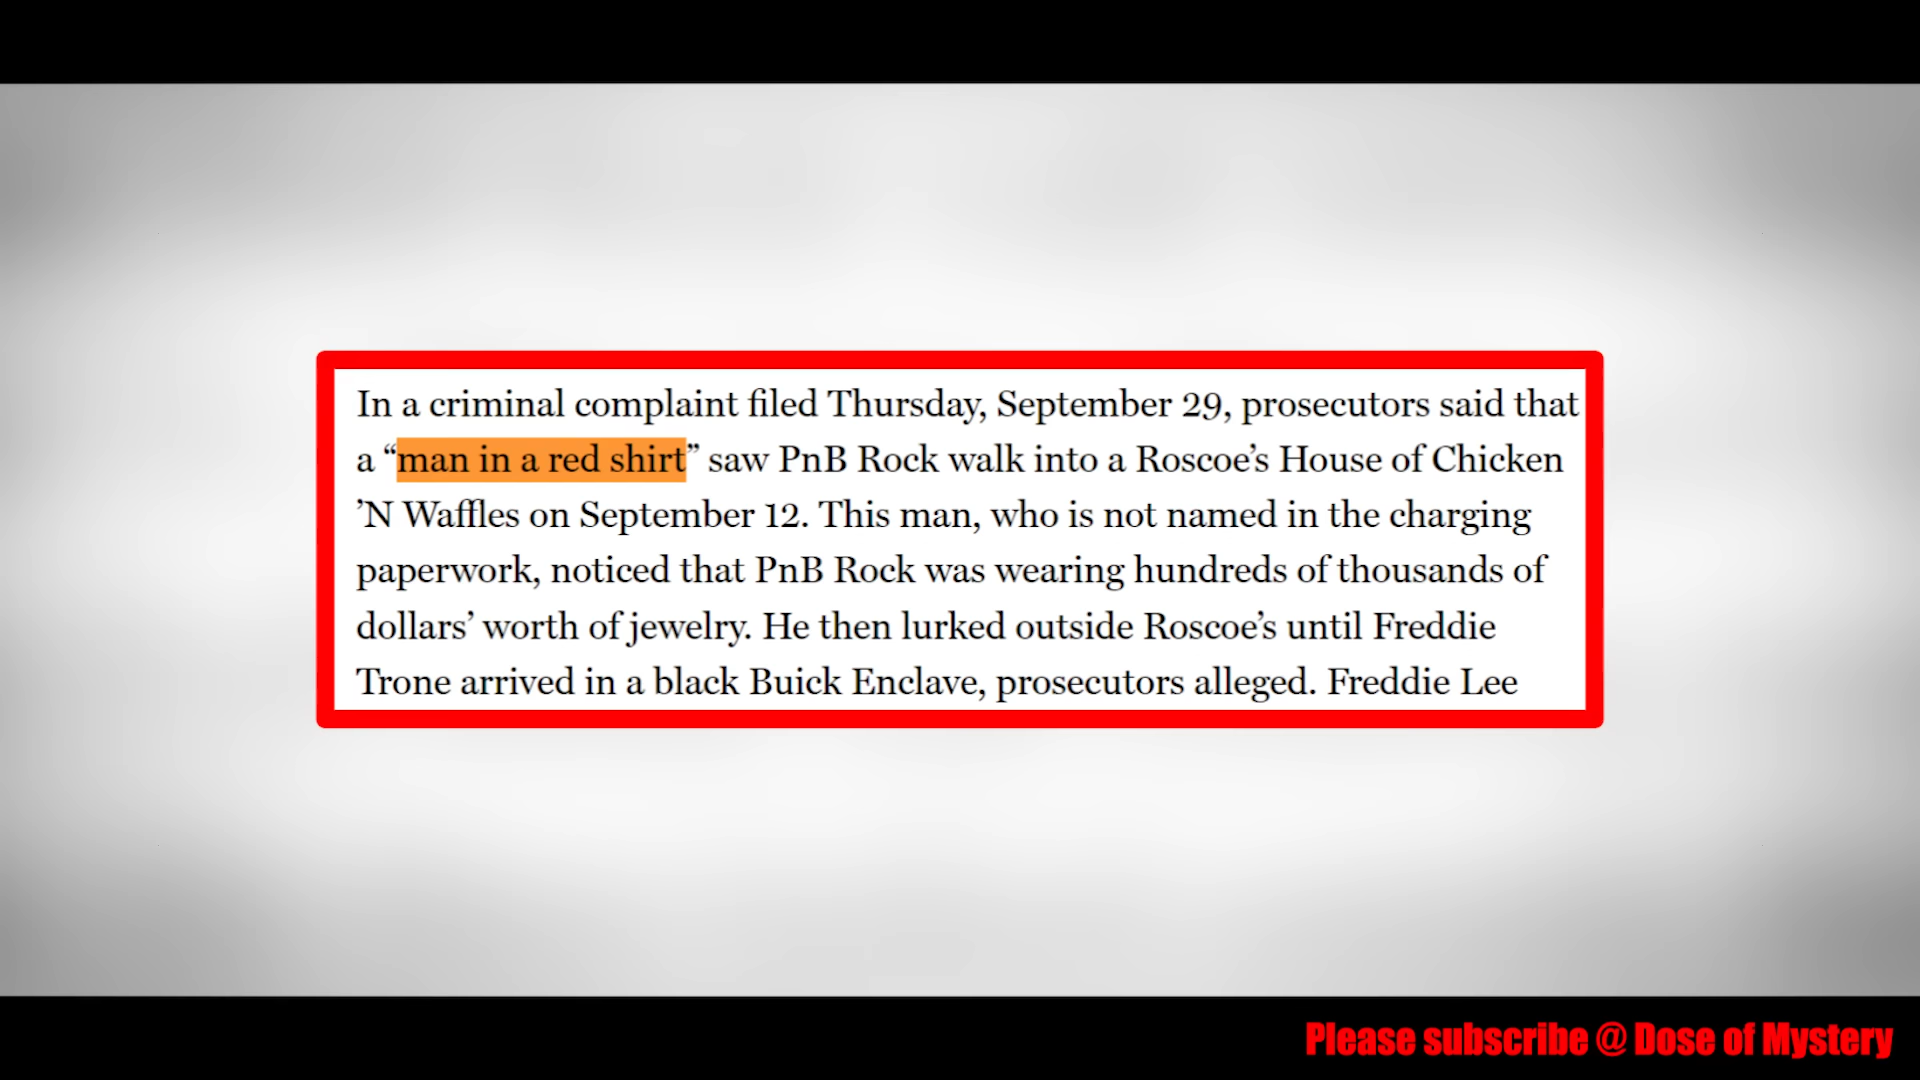 In a criminal complaint filed Thursday, September 29, prosecutors said that
a “man in a red shirt” saw PnB Rock walk into a Roscoe’s House of Chicken
’N Waffles on September 12. This man, who is not named in the charging
paperwork, noticed that PnB Rock was wearing hundreds of thousands of
dollars’ worth of jewelry. He then lurked outside Roscoe’s until Freddie
Trone arrived in a black Buick Enclave, prosecutors alleged. Freddie Lee
Please subscribe @ Dose of Mystery